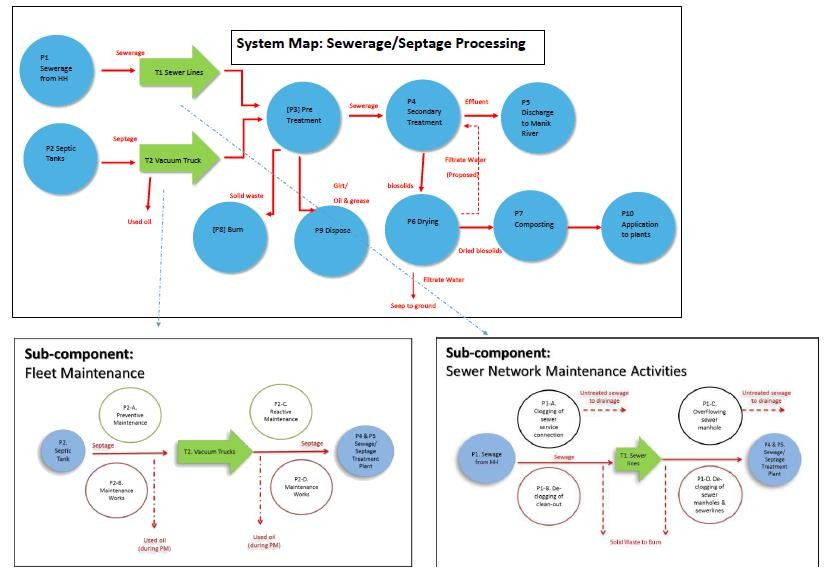 System Map: Sewerage/Septage Processing
P1
Sewerage
from HH
Sewerage
T1 Sewer Lines
P2 Septic
Tanks
Septage
T2 Vacuum Truck
Used oil
[P3] Pre
Treatment
Sewerage
P4
Secondary
Treatment
Effluent
P5
Discharge
to Manik
River
Solid waste
[P8] Burn
Girt/
Oil & grease
P9 Dispose
biosolids
Filtrate Water
(Proposed)
P6 Drying
Dried biosolids
P7
Composting
P10
Application
to plants
Filtrate Water
Seep to ground
Sub-component:
Fleet Maintenance
P2.
Septic
Tank
Septage
P2-A.
Preventive
Maintenance
P2-B.
Maintenance
Works
T2. Vacuum Trucks
P2-C.
Reactive
Maintenance
Septage
P2-D.
Maintenance
Works
P4 & P5
Sewage/
Septage
Treatment
Plant
Used oil
(during PM)
Used oil
(during PM)
Sub-component:
Sewer Network Maintenance Activities
P1. Sewage
from HH
P1-A.
Clogging of
sewer
service
connection
Untreated sewage
to drainage
Sewage
P1-B. De-
clogging of
clean-out
T1. Sewer
lines
P1-C.
Overflowing
sewer
manhole
Untreated sewage
to drainage
P1-D. De-
clogging of
sewer
manholes &
sewerlines
P4 & P5.
Sewage/
Septage
Treatment
Plant
Solid Waste to Burn